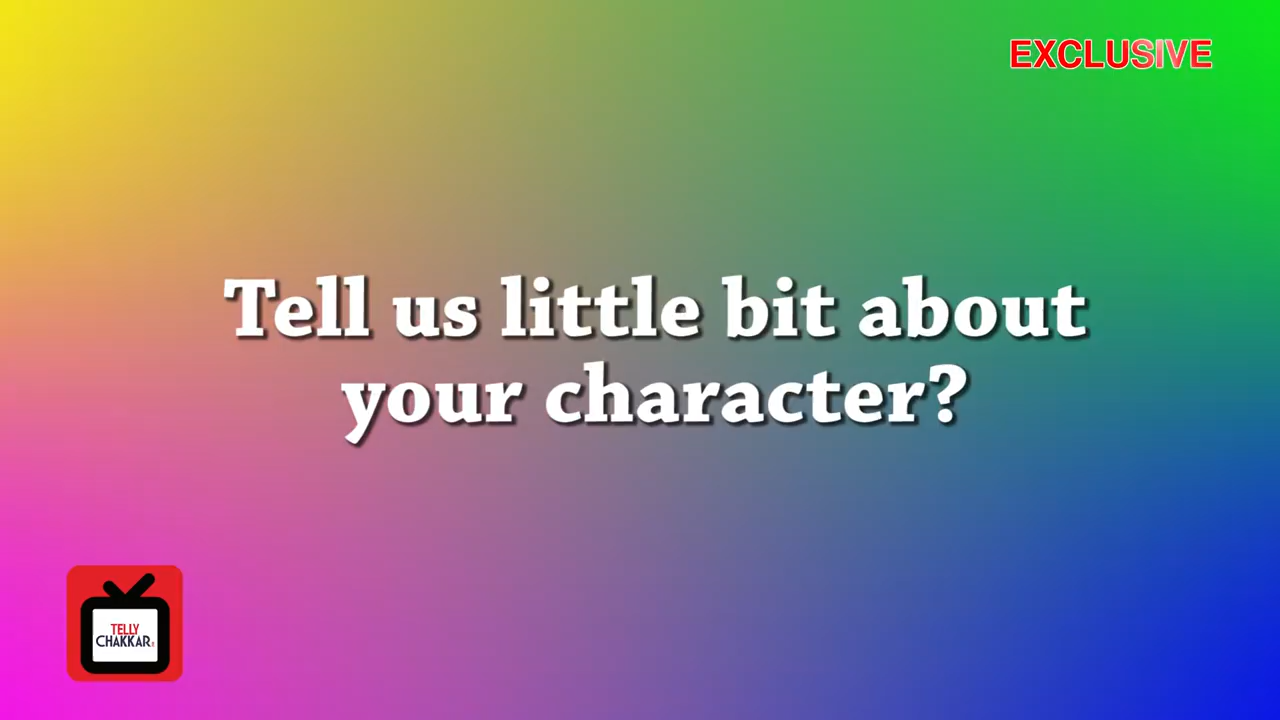 EXCLUSIVE
Tell us little bit about
your character?
TELLY
CHAKKAR